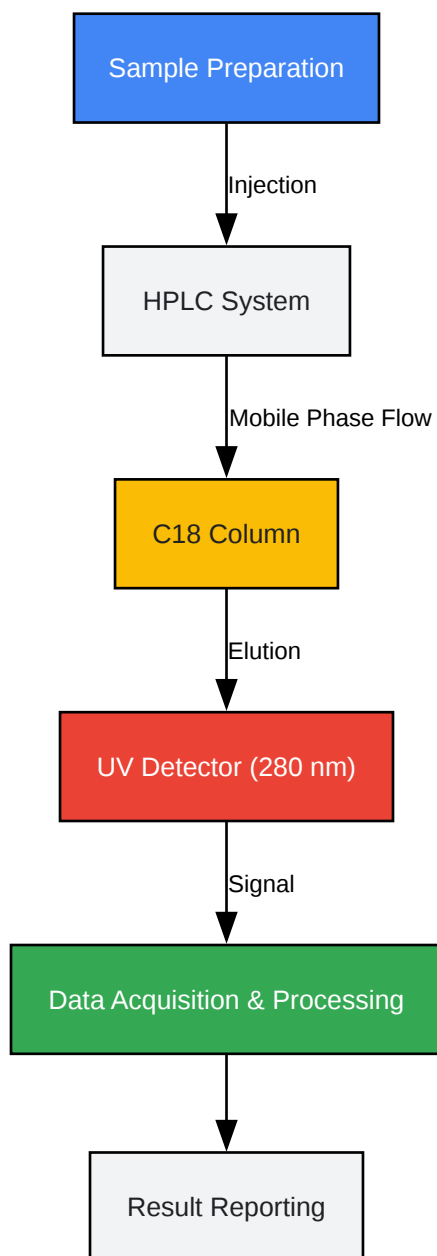 Sample Preparation
Injection
HPLC System
Mobile Phase Flow
C18 Column
Elution
UV Detector (280 nm)
Signal
Data Acquisition & Processing
Result Reporting